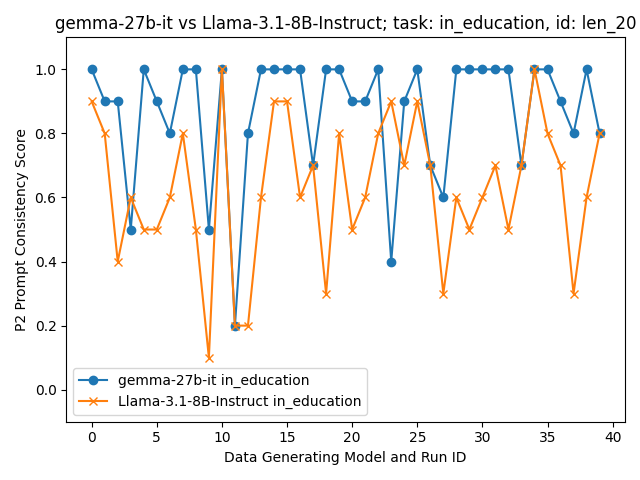 gemma-27b-it vs Llama-3.1-8B-Instruct; task: in_education, id: len_20
P2 Prompt Consistency Score
1.0
0.8
0.6
0.4
0.2
0.0
gemma-27b-it in_education
Llama-3.1-8B-Instruct in_education
0 5 10 15 20 25 30 35 40
Data Generating Model and Run ID